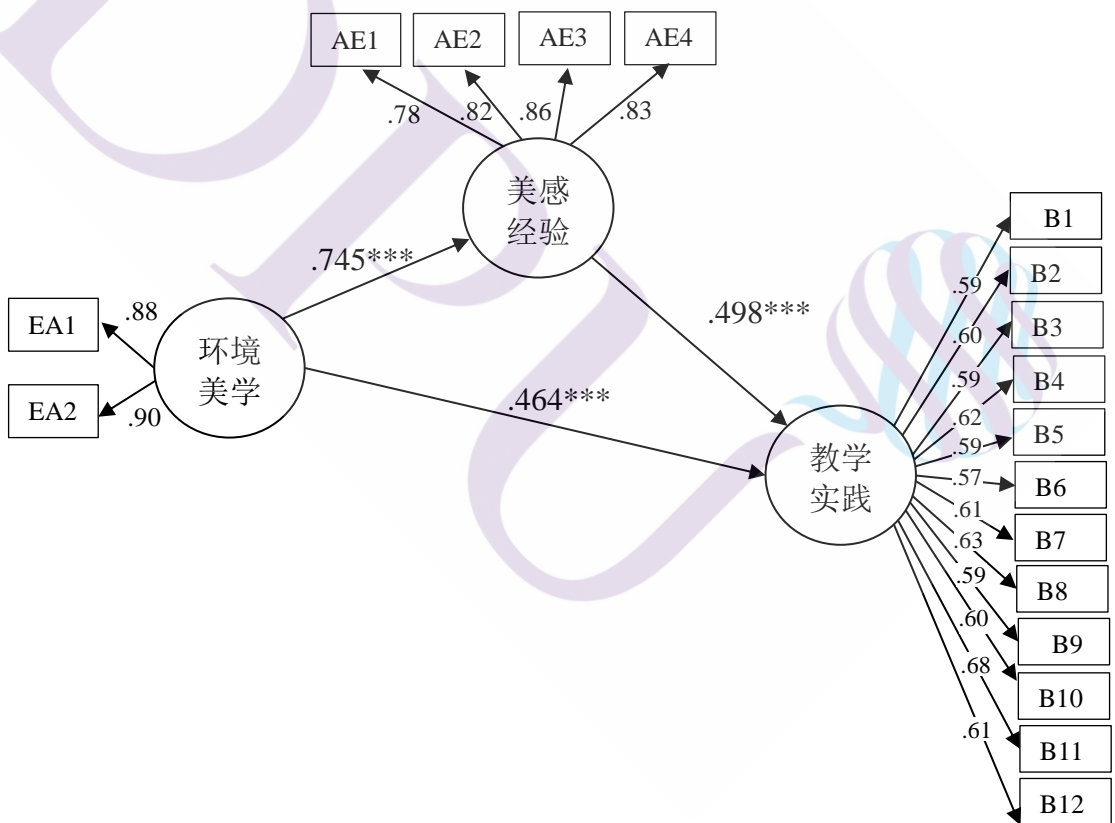 AE1
AE2
AE3
AE4
.78
.82
.86
.83
美感
经验
.745***
.498***
EA1
.88
环境
美学
EA2
.90
.464***
教学
实践
B1
.59
B2
.60
B3
.59
B4
.62
B5
.59
B6
.57
B7
.61
B8
.63
B9
.59
B10
.60
B11
.68
B12
.61